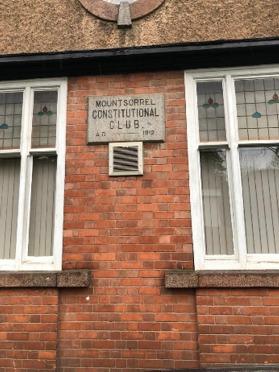 MOUNTSORREL
CONSTITUTIONAL
CLUB
A.D. 1912